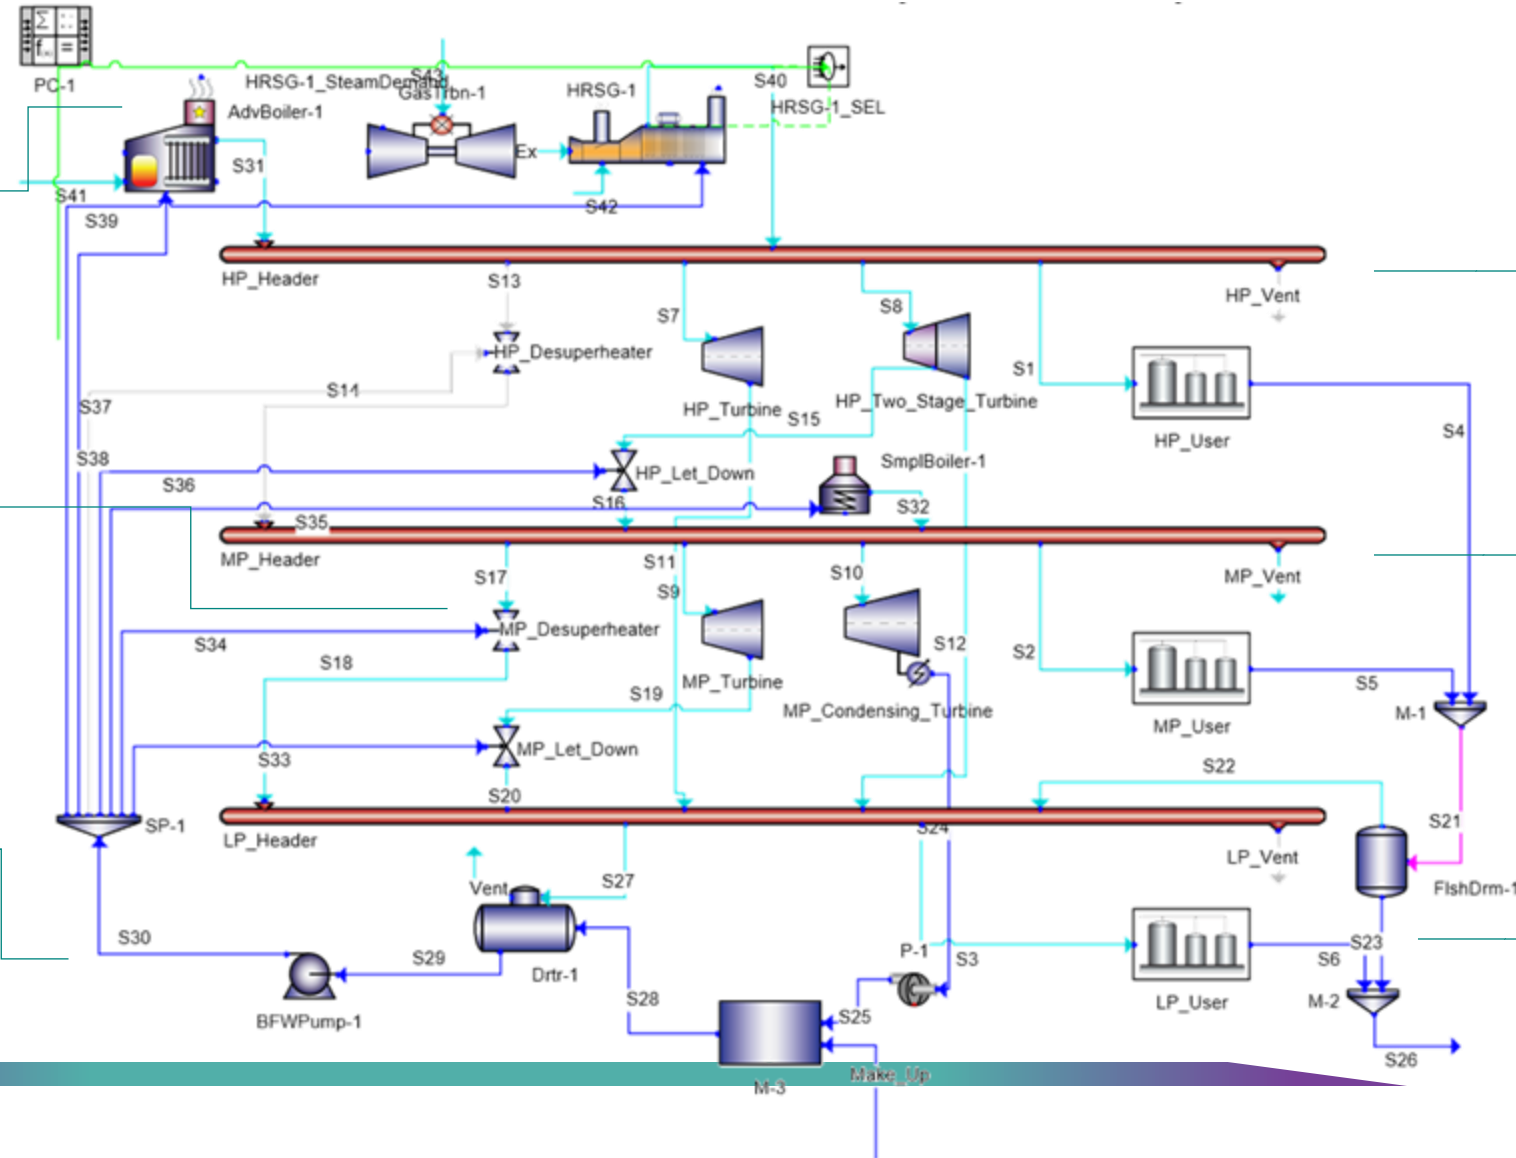 PC-1
HRSG-1_SteamDemand
S43
GasTrbn-1
HRSG-1
S40
HRSG-1_SEL
AdvBoiler-1
S31
Ex
S41
S39
S42
HP_Header
S13
HP_Vent
S7
S8
HP_Desuperheater
S1
S14
S37
HP_Turbine
S15
HP_Two_Stage_Turbine
HP_User
S4
S38
S36
HP_Let_Down
SmplBoiler-1
S16
S32
S35
MP_Header
S11
S17
S9
S10
MP_Vent
S34
MP_Desuperheater
S12
S2
S18
MP_Turbine
S19
MP_Condensing_Turbine
S5
MP_User
M-1
S33
MP_Let_Down
S22
S20
SP-1
LP_Header
S24
S21
LP_Vent
Vent
S27
FlshDrm-1
S30
S29
Drtr-1
P-1
S3
S23
S6
BFWPump-1
S28
S25
LP_User
M-2
S26
M-3
Make_Up